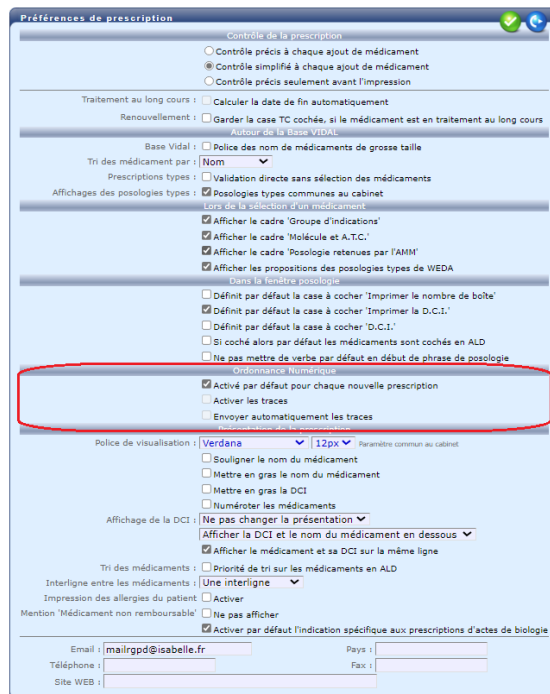 Préférences de prescription
Contrôle de la prescription
Contrôle précis à chaque ajout de médicament
Contrôle simplifié à chaque ajout de médicament
Contrôle précis seulement avant l'impression
Traitement au long cours : Calculer la date de fin automatiquement
Renouvellement : Garder la case TC cochée, si le médicament est en traitement au long cours
Autour de la Base VIDAL
Base Vidal : Police des nom de médicaments de grosse taille
Tri des médicament par : Nom
Prescriptions types : Validation directe sans sélection des médicaments
Affichages des posologies types : Posologies types communes au cabinet
Lors de la sélection d'un médicament
Afficher le cadre 'Groupe d'indications'
Afficher le cadre 'Molécule et A.T.C.'
Afficher le cadre 'Posologie retenues par l'AMM'
Afficher les propositions des posologies types de WEDA
Dans la fenêtre posologie
Définit par défaut la case à cocher 'Imprimer le nombre de boîte'
Définit par défaut la case à cocher 'Imprimer la D.C.I.'
Définit par défaut la case à cocher 'D.C.I.'
Si coché alors par défaut les médicaments sont cochés en ALD
Ne pas mettre de verbe par défaut en début de phrase de posologie
Ordonnance Numérique
Activé par défaut pour chaque nouvelle prescription
Activer les traces
Envoyer automatiquement les traces
Présentation de la prescription
Police de visualisation : Verdana 12px Paramètre commun au cabinet
Souligner le nom du médicament
Mettre en gras le nom du médicament
Mettre en gras la DCI
Numéroter les médicaments
Affichage de la DCI : Ne pas changer la présentation
Afficher la DCI et le nom du médicament en dessous
Afficher le médicament et sa DCI sur la même ligne
Tri des médicaments : Priorité de tri sur les médicaments en ALD
Interligne entre les médicaments : Une interligne
Impression des allergies du patient Activer
Mention 'Médicament non remboursable' Ne pas afficher
Activer par défaut l'indication spécifique aux prescriptions d'actes de biologie
Email : mailrgpd@isabelle.fr Pays :
Téléphone : Fax :
Site WEB :